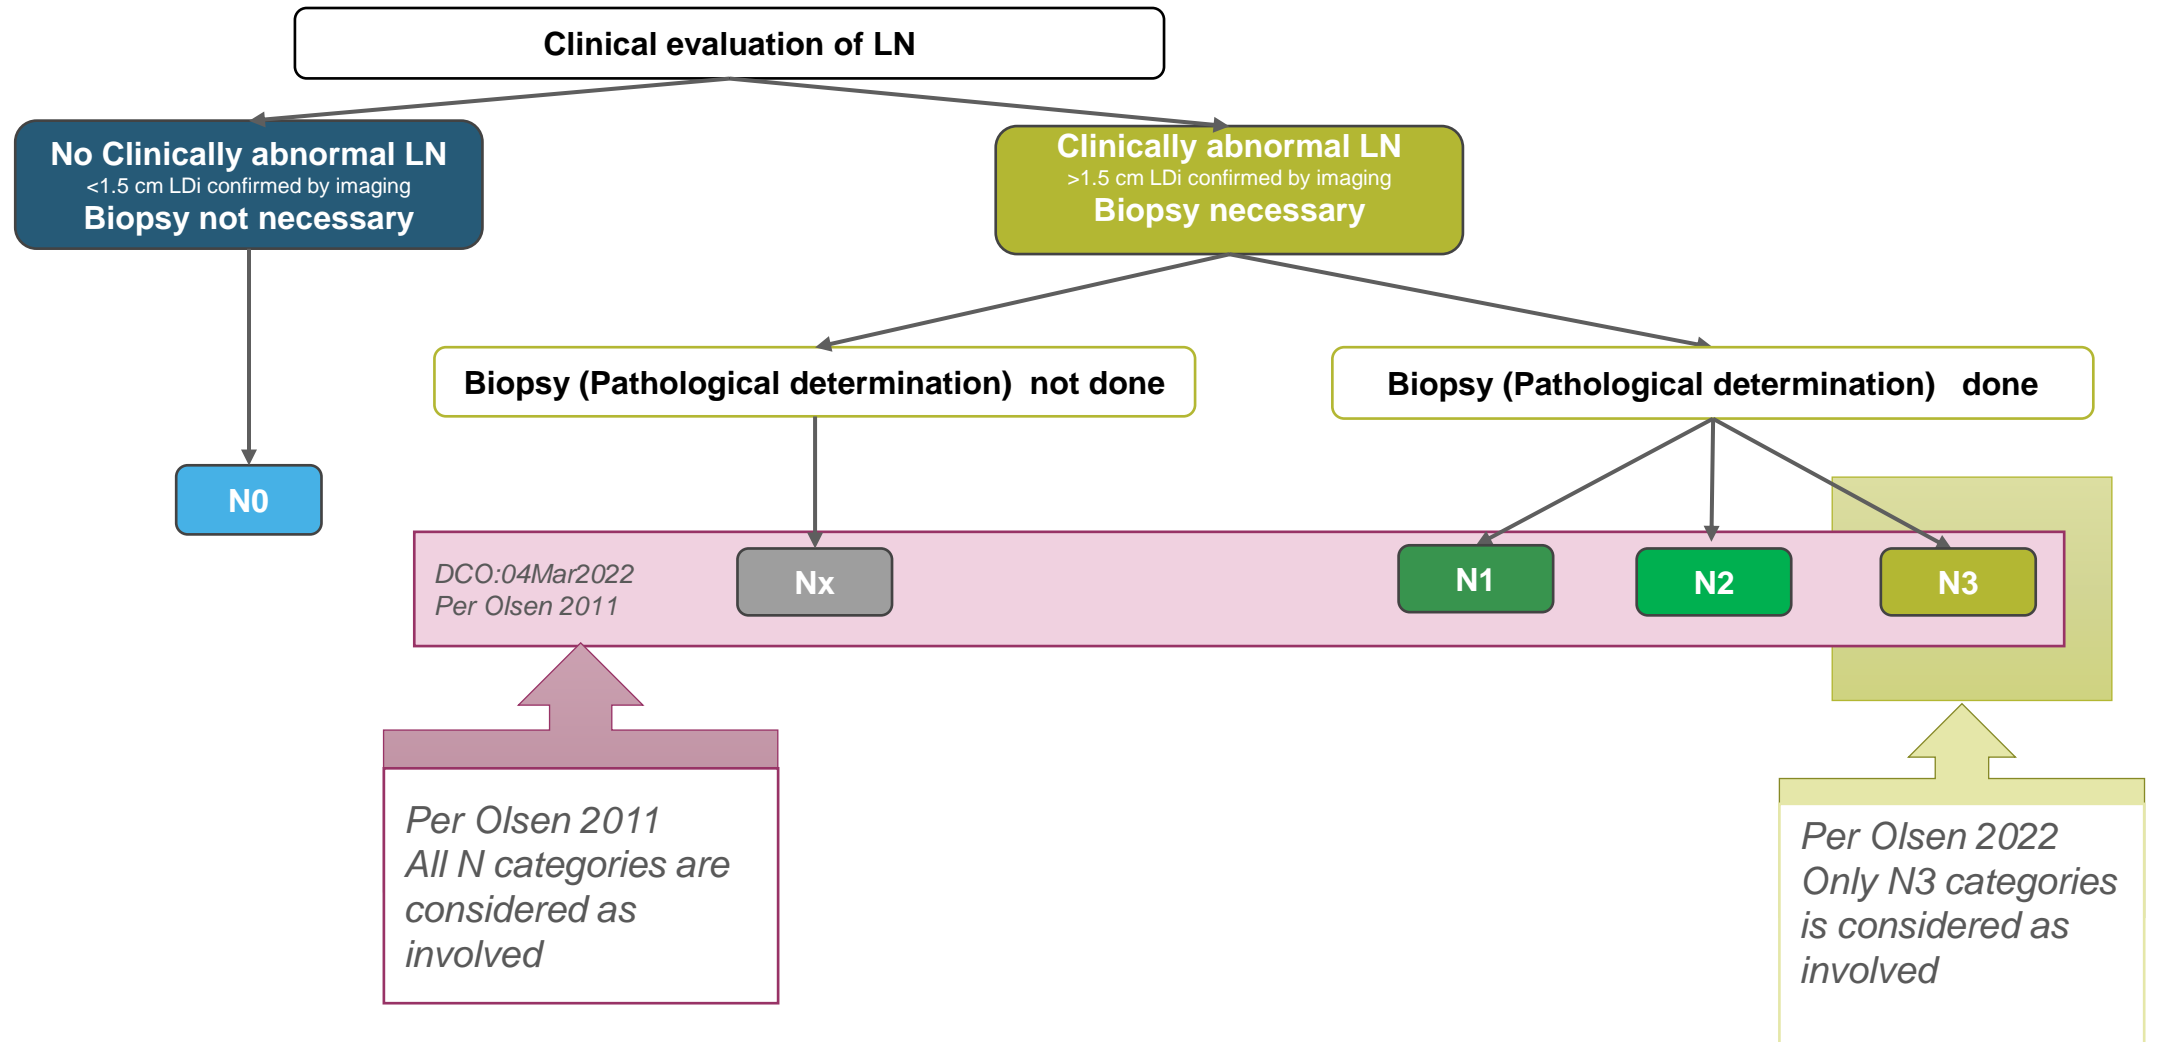 Clinical evaluation of LN
No Clinically abnormal LN
<1.5 cm LDi confirmed by imaging
Biopsy not necessary
Clinically abnormal LN
>1.5 cm LDi confirmed by imaging
Biopsy necessary
Biopsy (Pathological determination) not done
Biopsy (Pathological determination) done
N0
DCO:04Mar2022
Per Olsen 2011
Nx
N1
N2
N3
Per Olsen 2011
All N categories are
considered as
involved
Per Olsen 2022
Only N3 categories
is considered as
involved